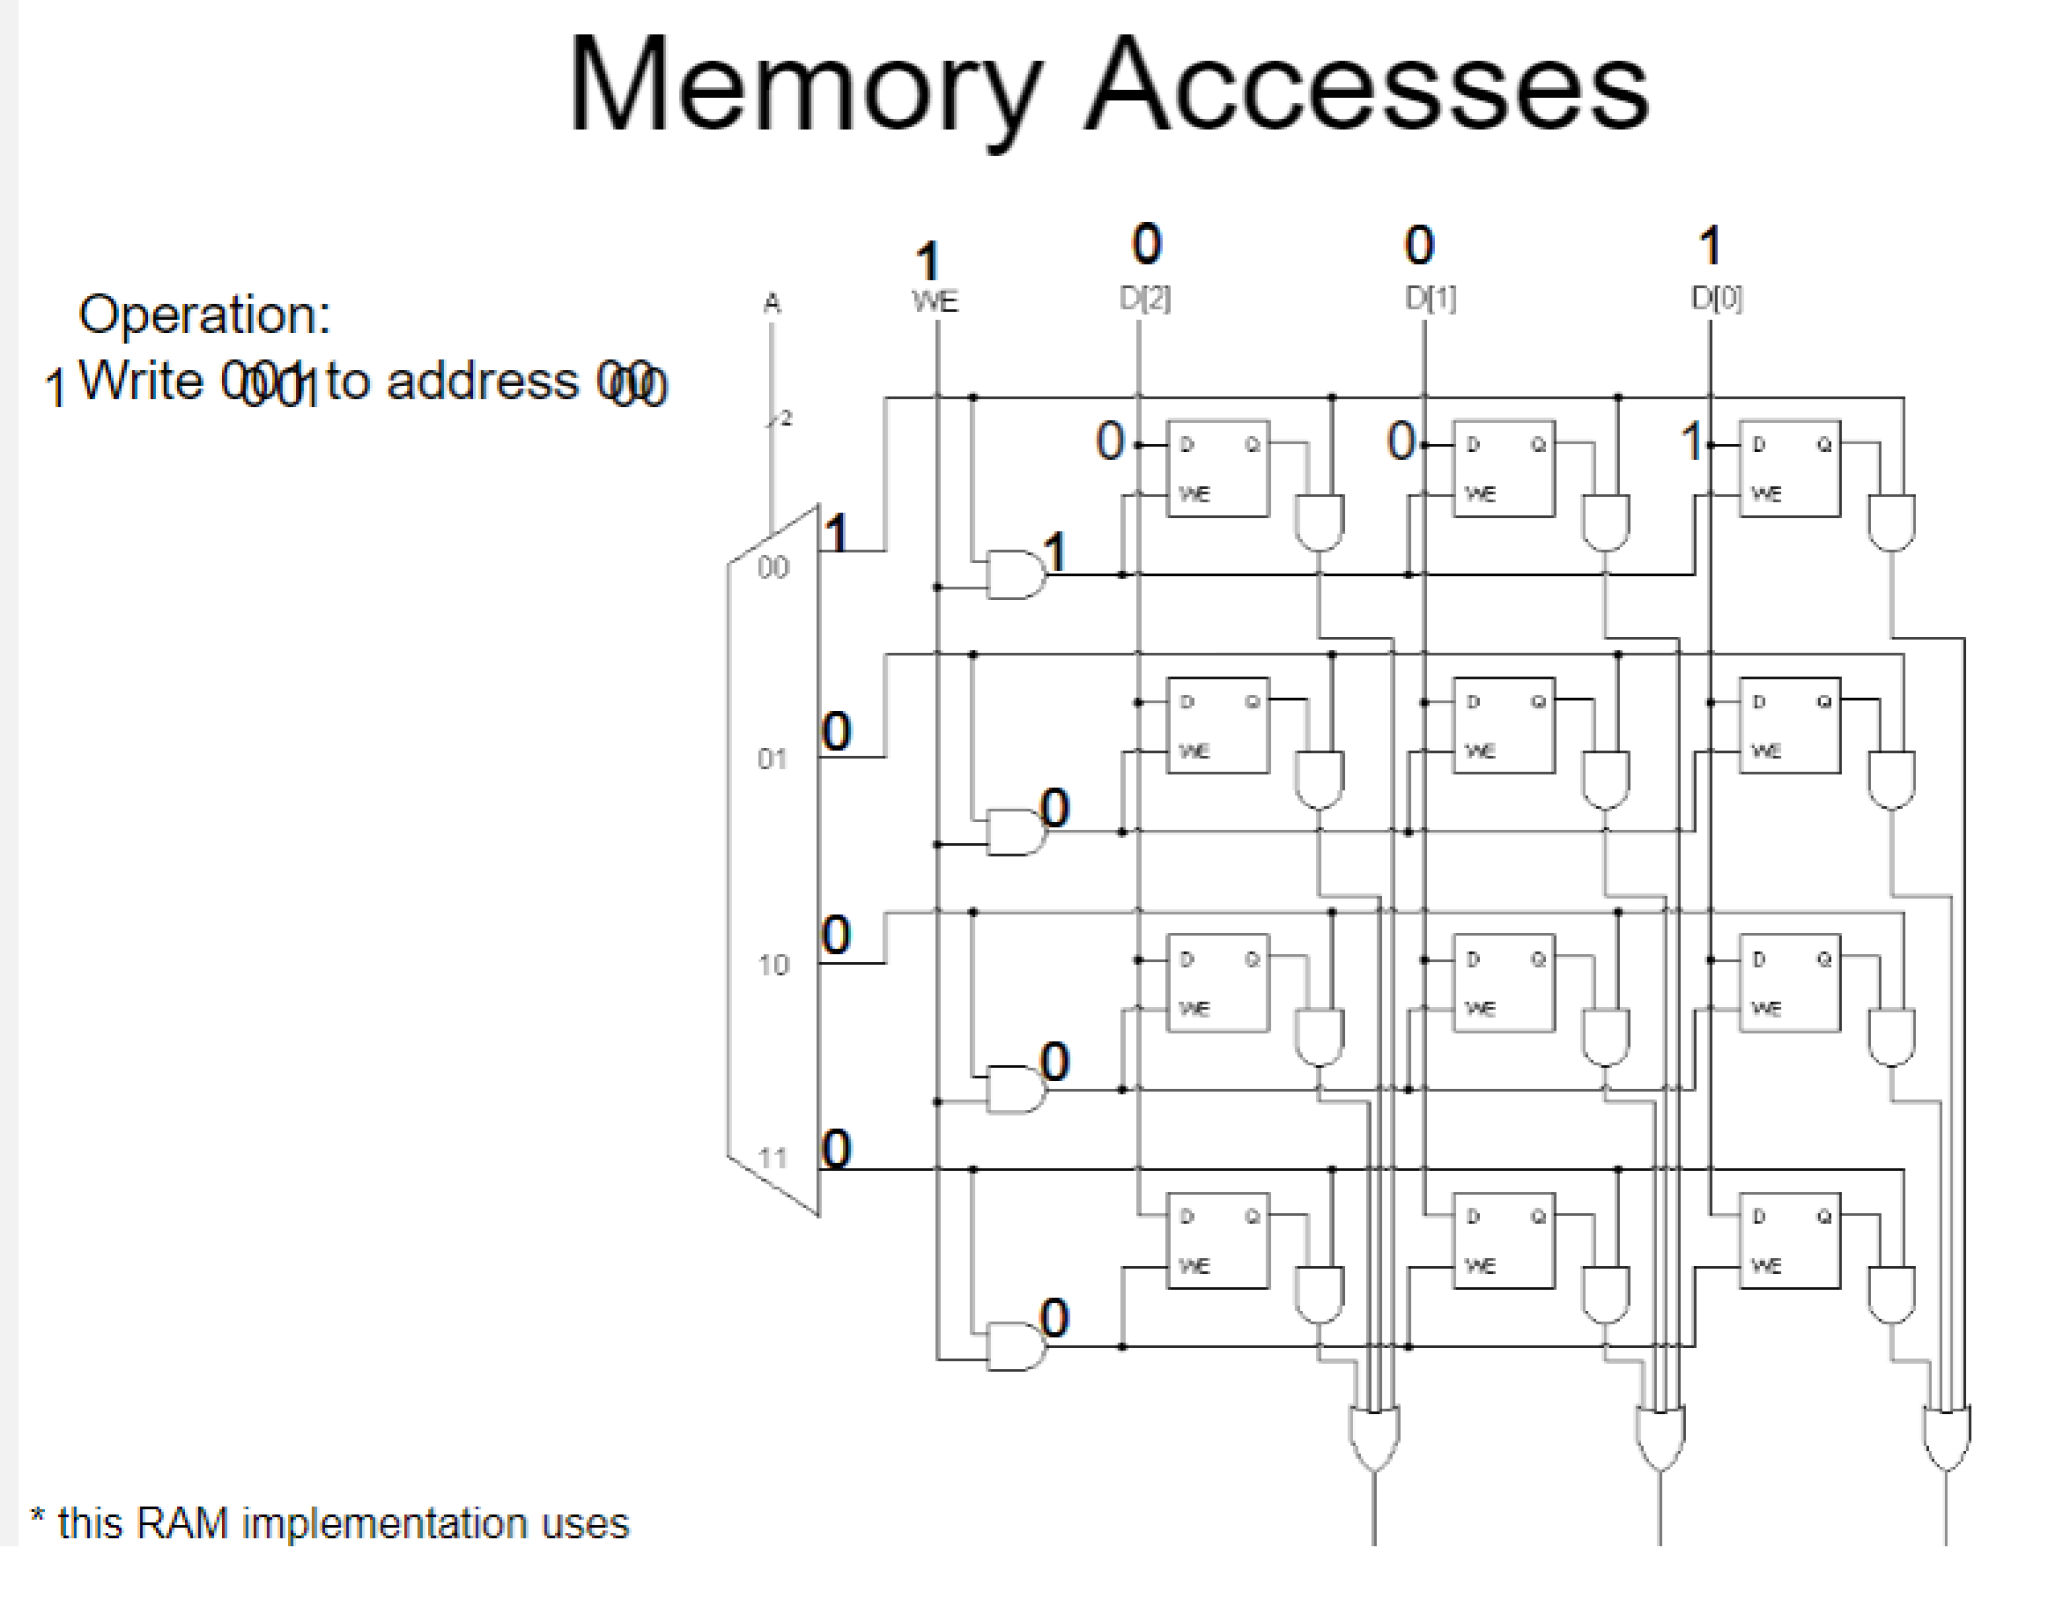 Memory Accesses
1 0 0 1
A WE D[2] D[1] D[0]
Operation:
1 Write 001 to address 00
2
0 D Q 0 D Q 1 D Q
WE WE WE
1
00
1
D Q D Q D Q
0
01
WE WE WE
0
0
10
D Q D Q D Q
WE WE WE
0
0
11
D Q D Q D Q
WE WE WE
0
* this RAM implementation uses